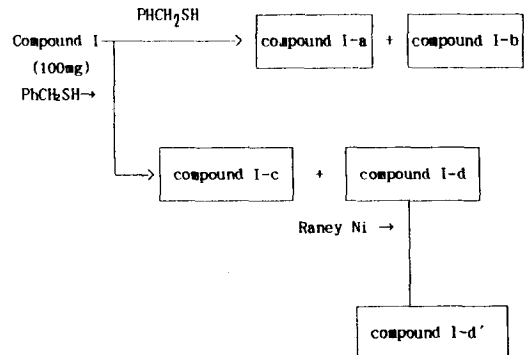 PHCH₂SH
Compound I
compound I-a + compound I-b
(100mg)
PhCH₂SH→
compound I-c + compound I-d
Raney Ni →
compound I-d′